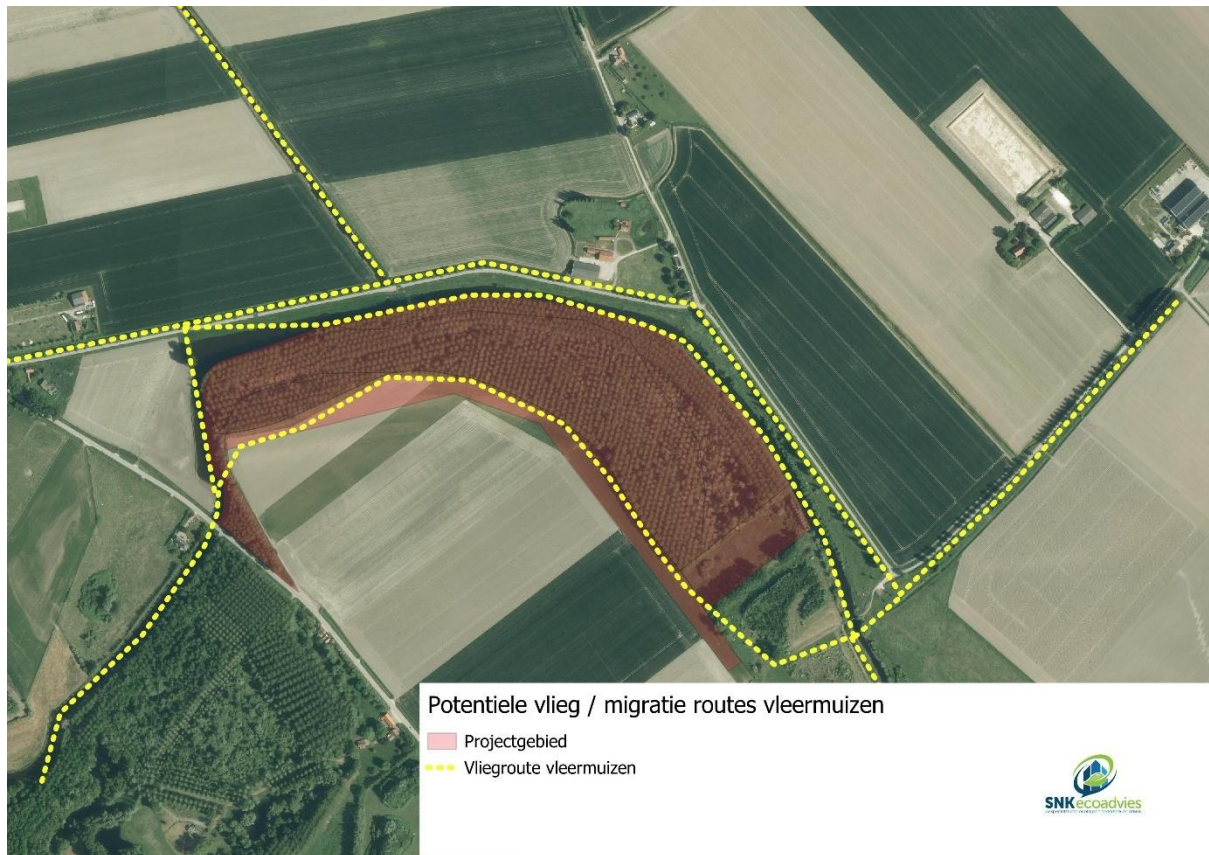 Potentiele vlieg / migratie routes vleermuizen
Projectgebied
Vliegroute vleermuizen
SNKecoadvies